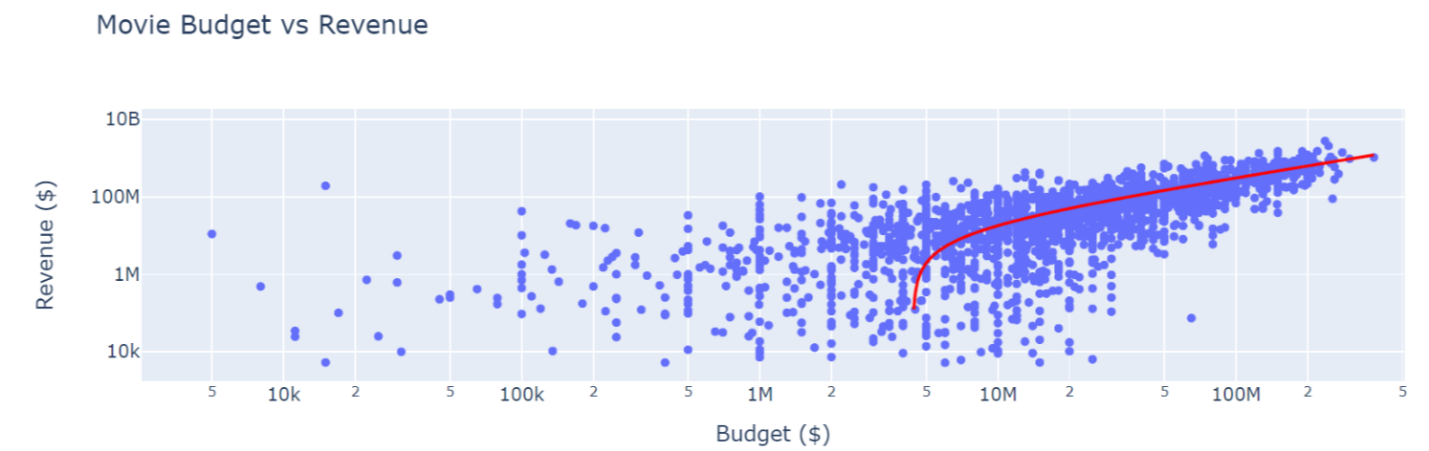 Movie Budget vs Revenue
10B
100M
1M
10k
Revenue ($)
5 10k 2 5 100k 2 5 1M 2 5 10M 2 5 100M 2 5
Budget ($)